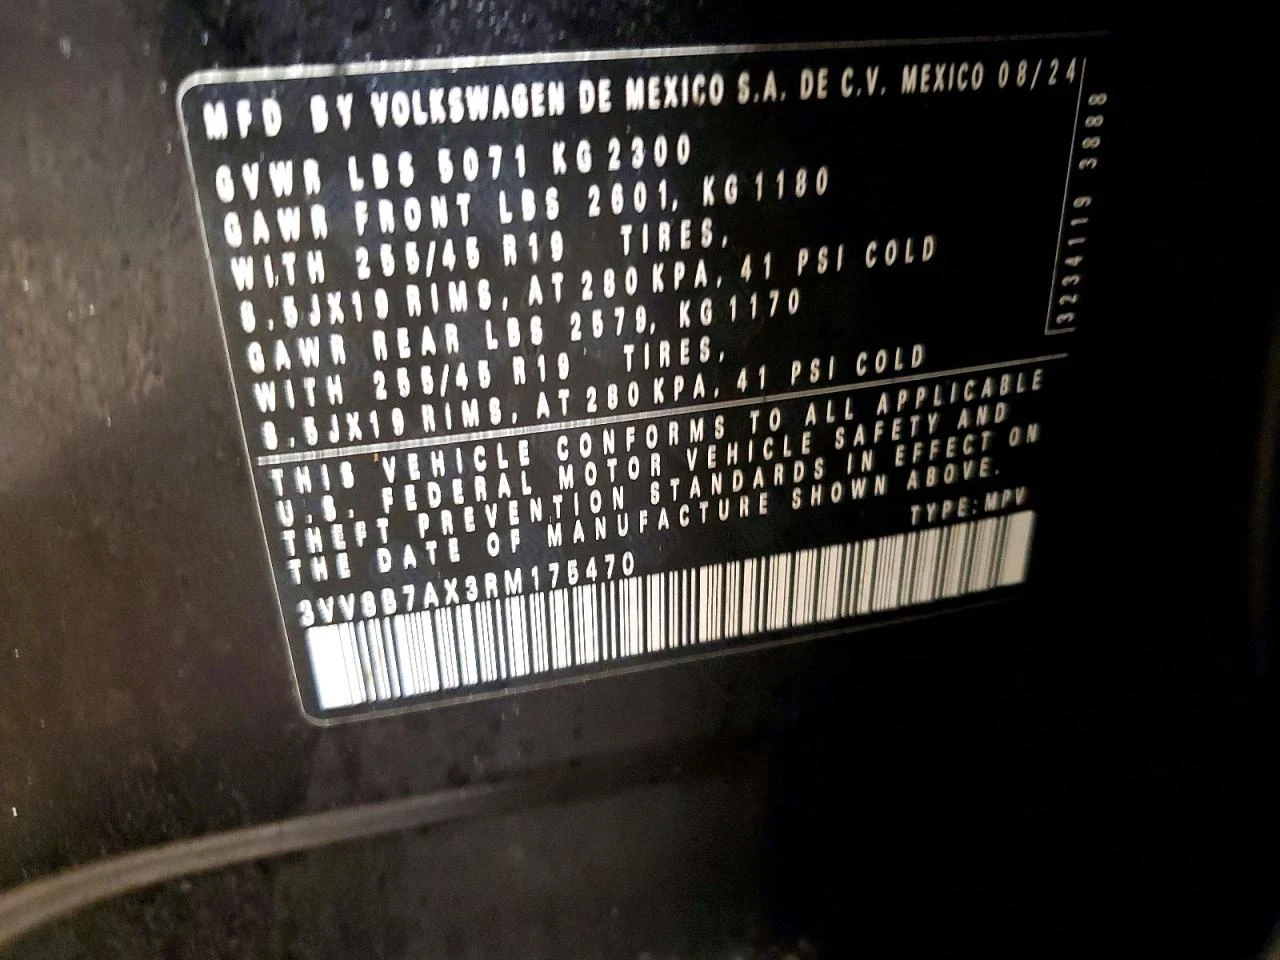 MFD BY VOLKSWAGEN DE MEXICO S.A. DE C.V. MEXICO 08/24
GVWR LBS 5071 KG 2300
GAWR FRONT LBS 2601, KG 1180
WITH 255/45 R19 TIRES,
8.5JX19 RIMS, AT 280 KPA, 41 PSI COLD
GAWR REAR LBS 2579, KG 1170
WITH 255/45 R19 TIRES,
8.5JX19 RIMS, AT 280 KPA, 41 PSI COLD
3234119 3888
THIS VEHICLE CONFORMS TO ALL APPLICABLE
U.S. FEDERAL MOTOR VEHICLE SAFETY AND
THEFT PREVENTION STANDARDS IN EFFECT ON
THE DATE OF MANUFACTURE SHOWN ABOVE.
3VV8B7AX3RM175470 TYPE: MPV